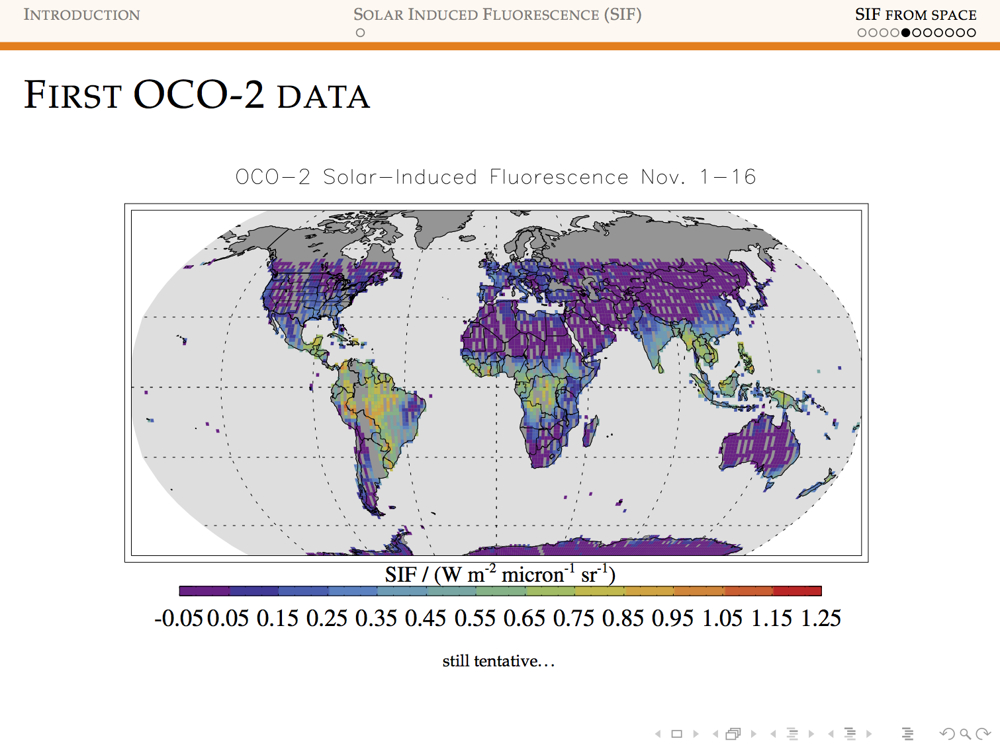 INTRODUCTION
SOLAR INDUCED FLUORESCENCE (SIF)
SIF FROM SPACE
FIRST OCO-2 DATA
OCO-2 Solar-Induced Fluorescence Nov. 1-16
SIF / (W m-2 micron-1 sr-1)
-0.05 0.05 0.15 0.25 0.35 0.45 0.55 0.65 0.75 0.85 0.95 1.05 1.15 1.25
still tentative...